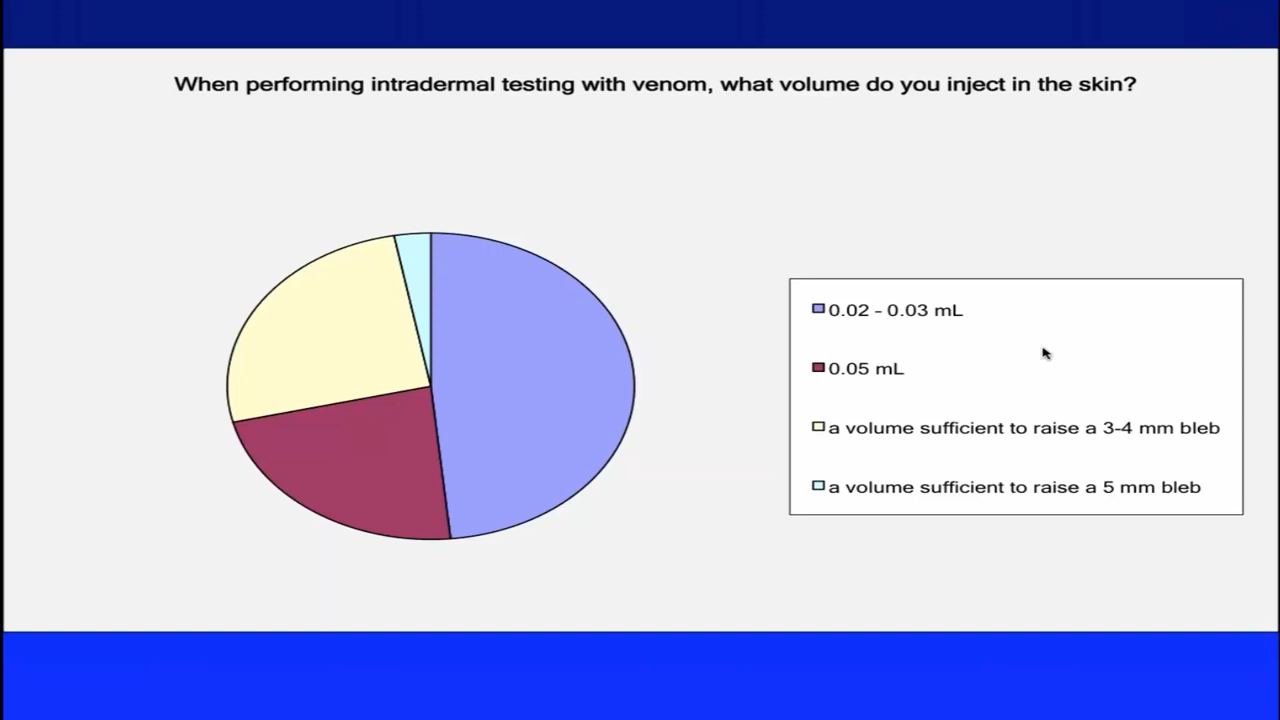 When performing intradermal testing with venom, what volume do you inject in the skin?
0.02 - 0.03 mL
0.05 mL
a volume sufficient to raise a 3-4 mm bleb
a volume sufficient to raise a 5 mm bleb